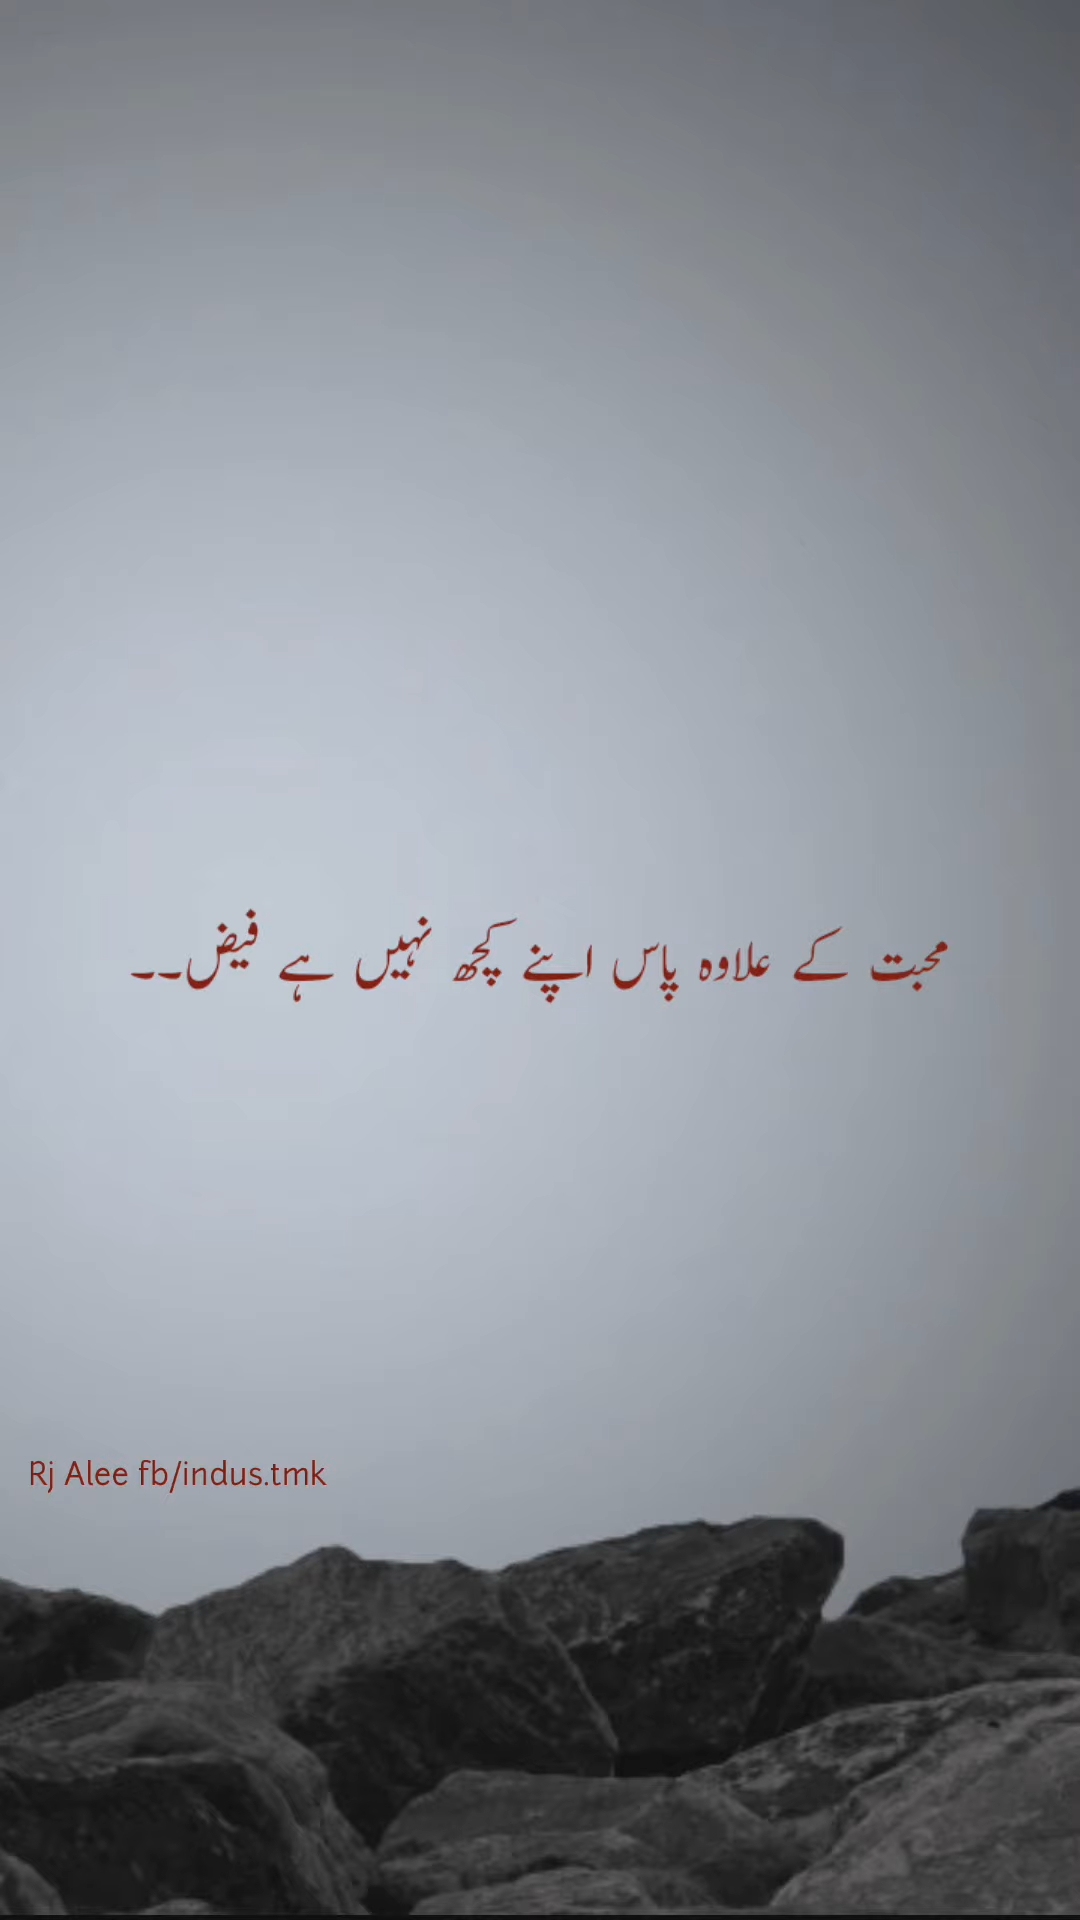 محبت کے علاوہ پاس اپنے کچھ نہیں ہے فیض۔۔
Rj Alee fb/indus.tmk